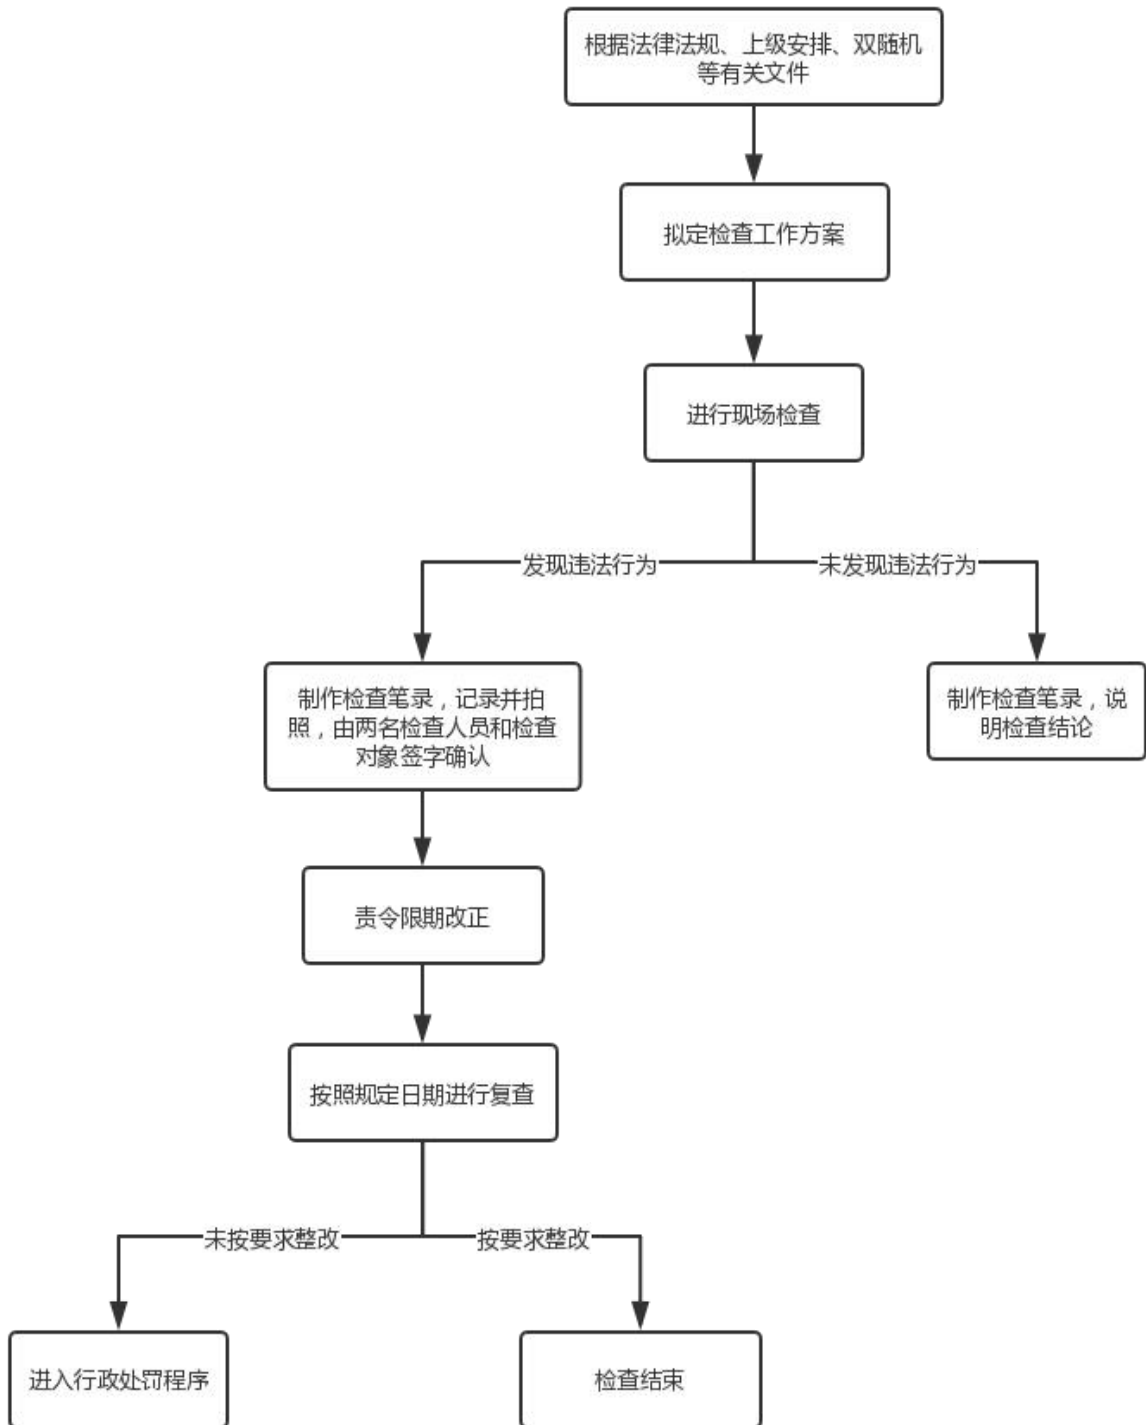 根据法律法规、上级安排、双随机
等有关文件
拟定检查工作方案
进行现场检查
发现违法行为
未发现违法行为
制作检查笔录，记录并拍
照，由两名检查人员和检查
对象签字确认
制作检查笔录，说
明检查结论
责令限期改正
按照规定日期进行复查
未按要求整改
按要求整改
进入行政处罚程序
检查结束